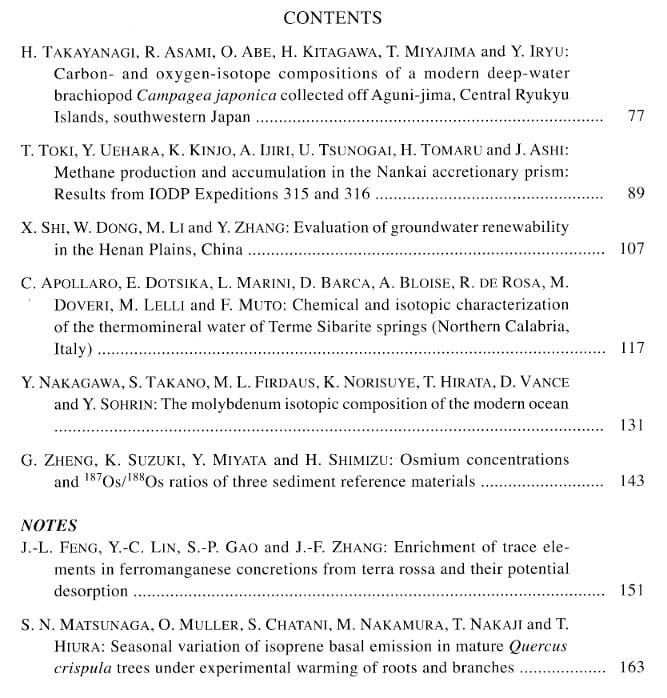 CONTENTS
H. TAKAYANAGI, R. ASAMI, O. ABE, H. KITAGAWA, T. MIYAJIMA and Y. IRYU:
Carbon- and oxygen-isotope compositions of a modern deep-water
brachiopod Campagea japonica collected off Aguni-jima, Central Ryukyu
Islands, southwestern Japan ........................................................................ 77
T. TOKI, Y. UEHARA, K. KINJO, A. IJIRI, U. TSUNOGAI, H. TOMARU and J. ASHI:
Methane production and accumulation in the Nankai accretionary prism:
Results from IODP Expeditions 315 and 316 ............................................... 89
X. SHI, W. DONG, M. LI and Y. ZHANG: Evaluation of groundwater renewability
in the Henan Plains, China .......................................................................... 107
C. APOLLARO, E. DOTSIKA, L. MARINI, D. BARCA, A. BLOISE, R. DE ROSA, M.
DOVERI, M. LELLI and F. MUTO: Chemical and isotopic characterization
of the thermomineral water of Terme Sibarite springs (Northern Calabria,
Italy) ......................................................................................................... 117
Y. NAKAGAWA, S. TAKANO, M. L. FIRDAUS, K. NORISUYE, T. HIRATA, D. VANCE
and Y. SOHRIN: The molybdenum isotopic composition of the modern ocean
.................................................................................................................. 131
G. ZHENG, K. SUZUKI, Y. MIYATA and H. SHIMIZU: Osmium concentrations
and ¹⁸⁷Os/¹⁸⁸Os ratios of three sediment reference materials .......................... 143
NOTES
J.-L. FENG, Y.-C. LIN, S.-P. GAO and J.-F. ZHANG: Enrichment of trace ele-
ments in ferromanganese concretions from terra rossa and their potential
desorption .................................................................................................. 151
S. N. MATSUNAGA, O. MULLER, S. CHATANI, M. NAKAMURA, T. NAKAJI and T.
HIURA: Seasonal variation of isoprene basal emission in mature Quercus
crispula trees under experimental warming of roots and branches .................. 163